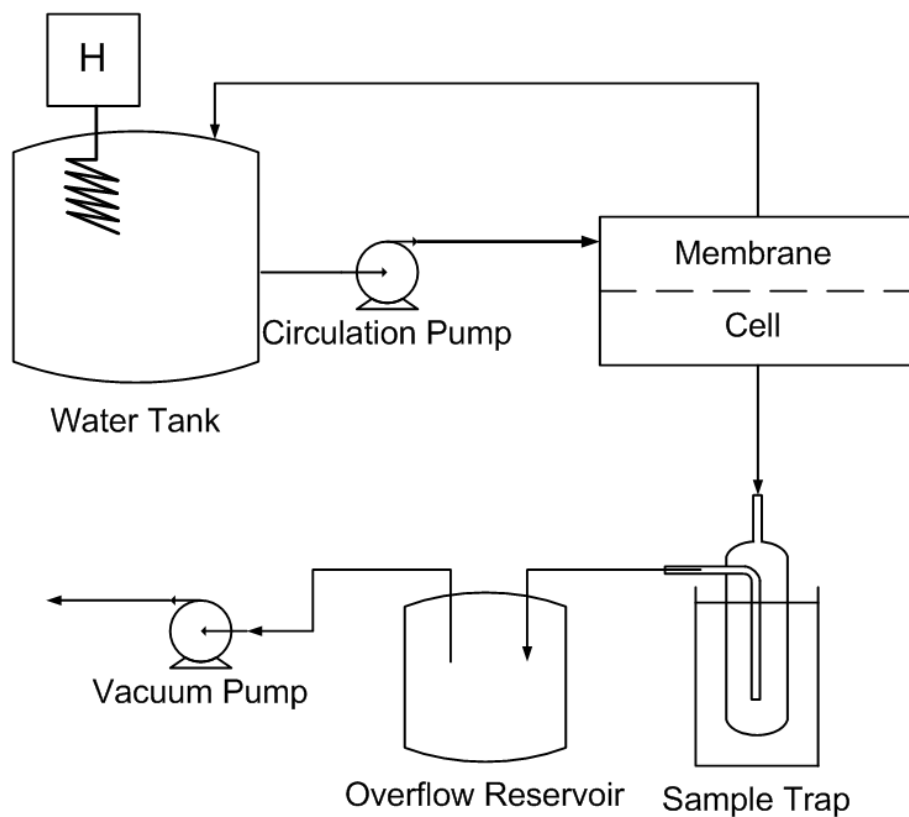 H
Membrane
Cell
Circulation Pump
Water Tank
Vacuum Pump
Overflow Reservoir
Sample Trap